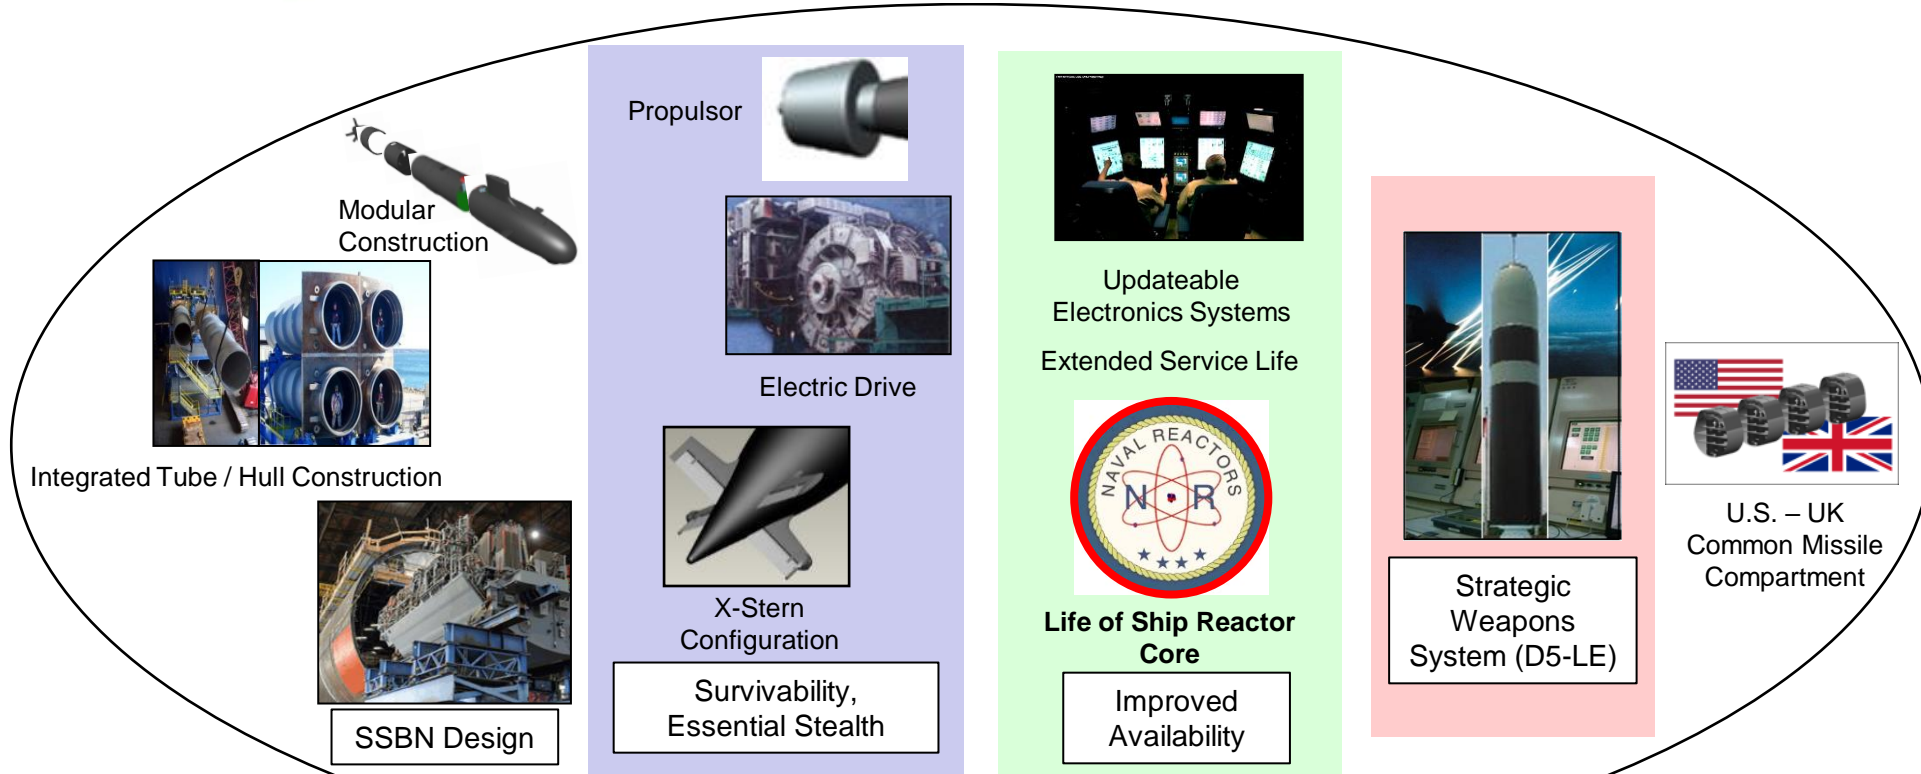 Modular
Construction
Integrated Tube / Hull Construction
SSBN Design
Propulsor
Electric Drive
X-Stern
Configuration
Survivability,
Essential Stealth
Updateable
Electronics Systems
Extended Service Life
NAVAL REACTORS
N R
Life of Ship Reactor
Core
Improved
Availability
Strategic
Weapons
System (D5-LE)
U.S. – UK
Common Missile
Compartment